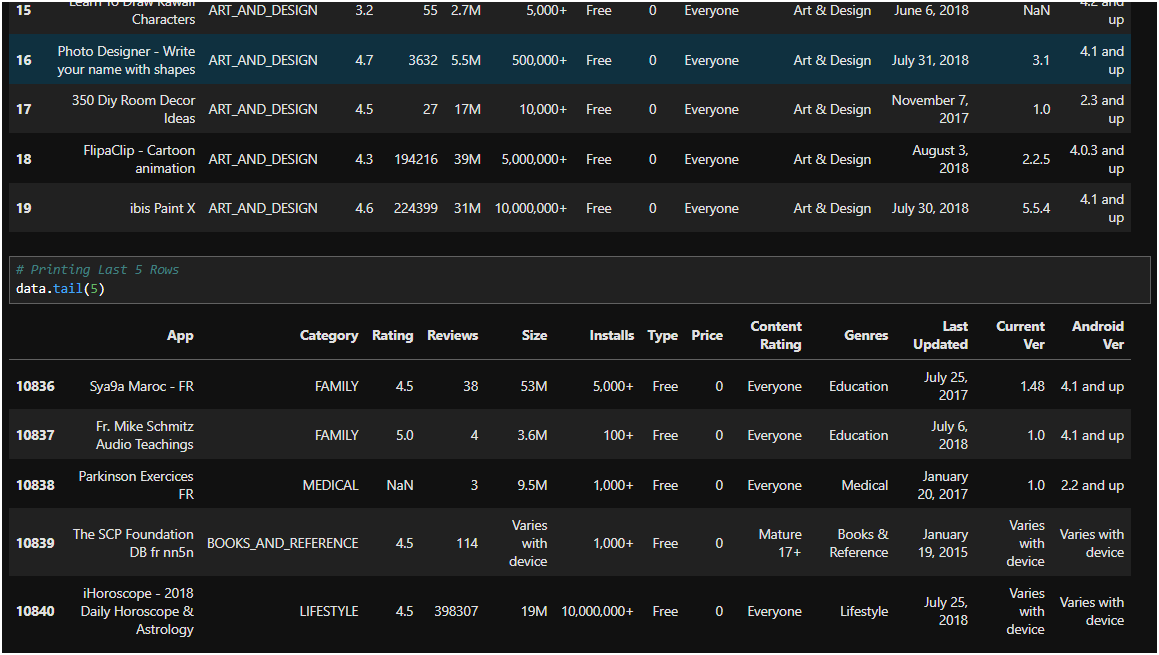 Learn To Draw Kawaii
15 Characters ART_AND_DESIGN 3.2 55 2.7M 5,000+ Free 0 Everyone Art & Design June 6, 2018 NaN 4.2 and up
Photo Designer - Write
16 your name with shapes ART_AND_DESIGN 4.7 3632 5.5M 500,000+ Free 0 Everyone Art & Design July 31, 2018 3.1 4.1 and up
350 Diy Room Decor
17 Ideas ART_AND_DESIGN 4.5 27 17M 10,000+ Free 0 Everyone Art & Design November 7, 2017 1.0 2.3 and up
FlipaClip - Cartoon
18 animation ART_AND_DESIGN 4.3 194216 39M 5,000,000+ Free 0 Everyone Art & Design August 3, 2018 2.2.5 4.0.3 and up
19 ibis Paint X ART_AND_DESIGN 4.6 224399 31M 10,000,000+ Free 0 Everyone Art & Design July 30, 2018 5.5.4 4.1 and up
# Printing Last 5 Rows
data.tail(5)
App Category Rating Reviews Size Installs Type Price Content Rating Genres Last Updated Current Ver Android Ver
10836 Sya9a Maroc - FR FAMILY 4.5 38 53M 5,000+ Free 0 Everyone Education July 25, 2017 1.48 4.1 and up
10837 Fr. Mike Schmitz Audio Teachings FAMILY 5.0 4 3.6M 100+ Free 0 Everyone Education July 6, 2018 1.0 4.1 and up
10838 Parkinson Exercices FR MEDICAL NaN 3 9.5M 1,000+ Free 0 Everyone Medical January 20, 2017 1.0 2.2 and up
10839 The SCP Foundation DB fr nn5n BOOKS_AND_REFERENCE 4.5 114 Varies with device 1,000+ Free 0 Mature 17+ Books & Reference January 19, 2015 Varies with device Varies with device
10840 iHoroscope - 2018 Daily Horoscope & Astrology LIFESTYLE 4.5 398307 19M 10,000,000+ Free 0 Everyone Lifestyle July 25, 2018 Varies with device Varies with device